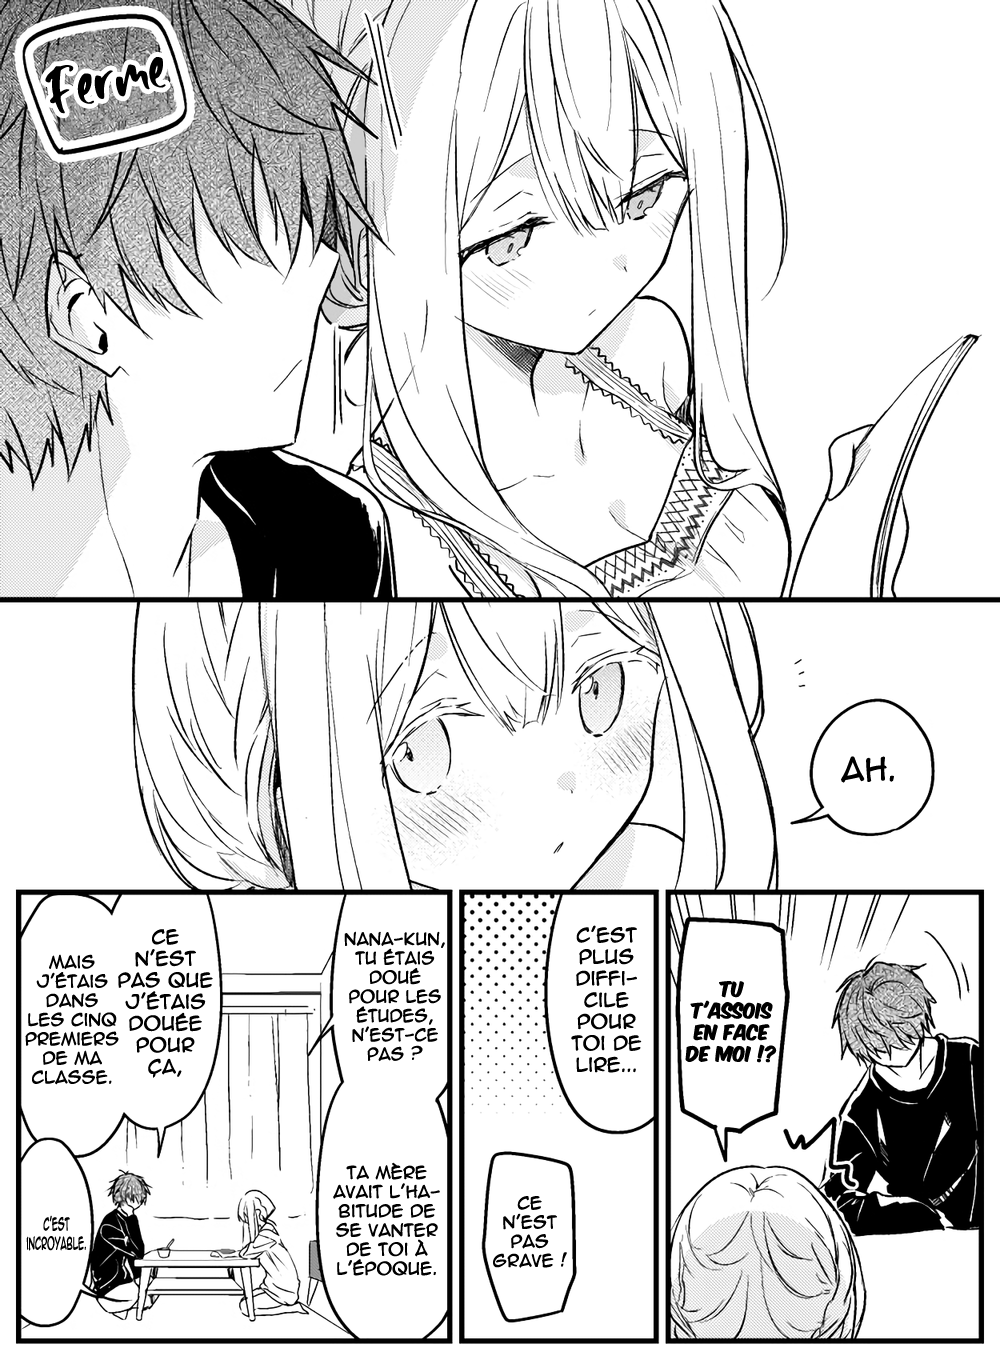 Ferme
AH.
TU
T'ASSOIS
EN FACE
DE MOI !?
C'EST
PLUS
DIFFI-
CILE
POUR
TOI DE
LIRE...
CE
N'EST
PAS
GRAVE !
NANA-KUN,
TU ÉTAIS
DOUÉ
POUR LES
ÉTUDES,
N'EST-CE
PAS ?
TA MÈRE
AVAIT L'HA-
BITUDE DE
SE VANTER
DE TOI À
L'ÉPOQUE.
CE
N'EST
PAS QUE
J'ÉTAIS
DOUÉE
POUR
ÇA,
MAIS
J'ÉTAIS
DANS
LES CINQ
PREMIERS
DE MA
CLASSE.
C'EST
INCROYABLE.